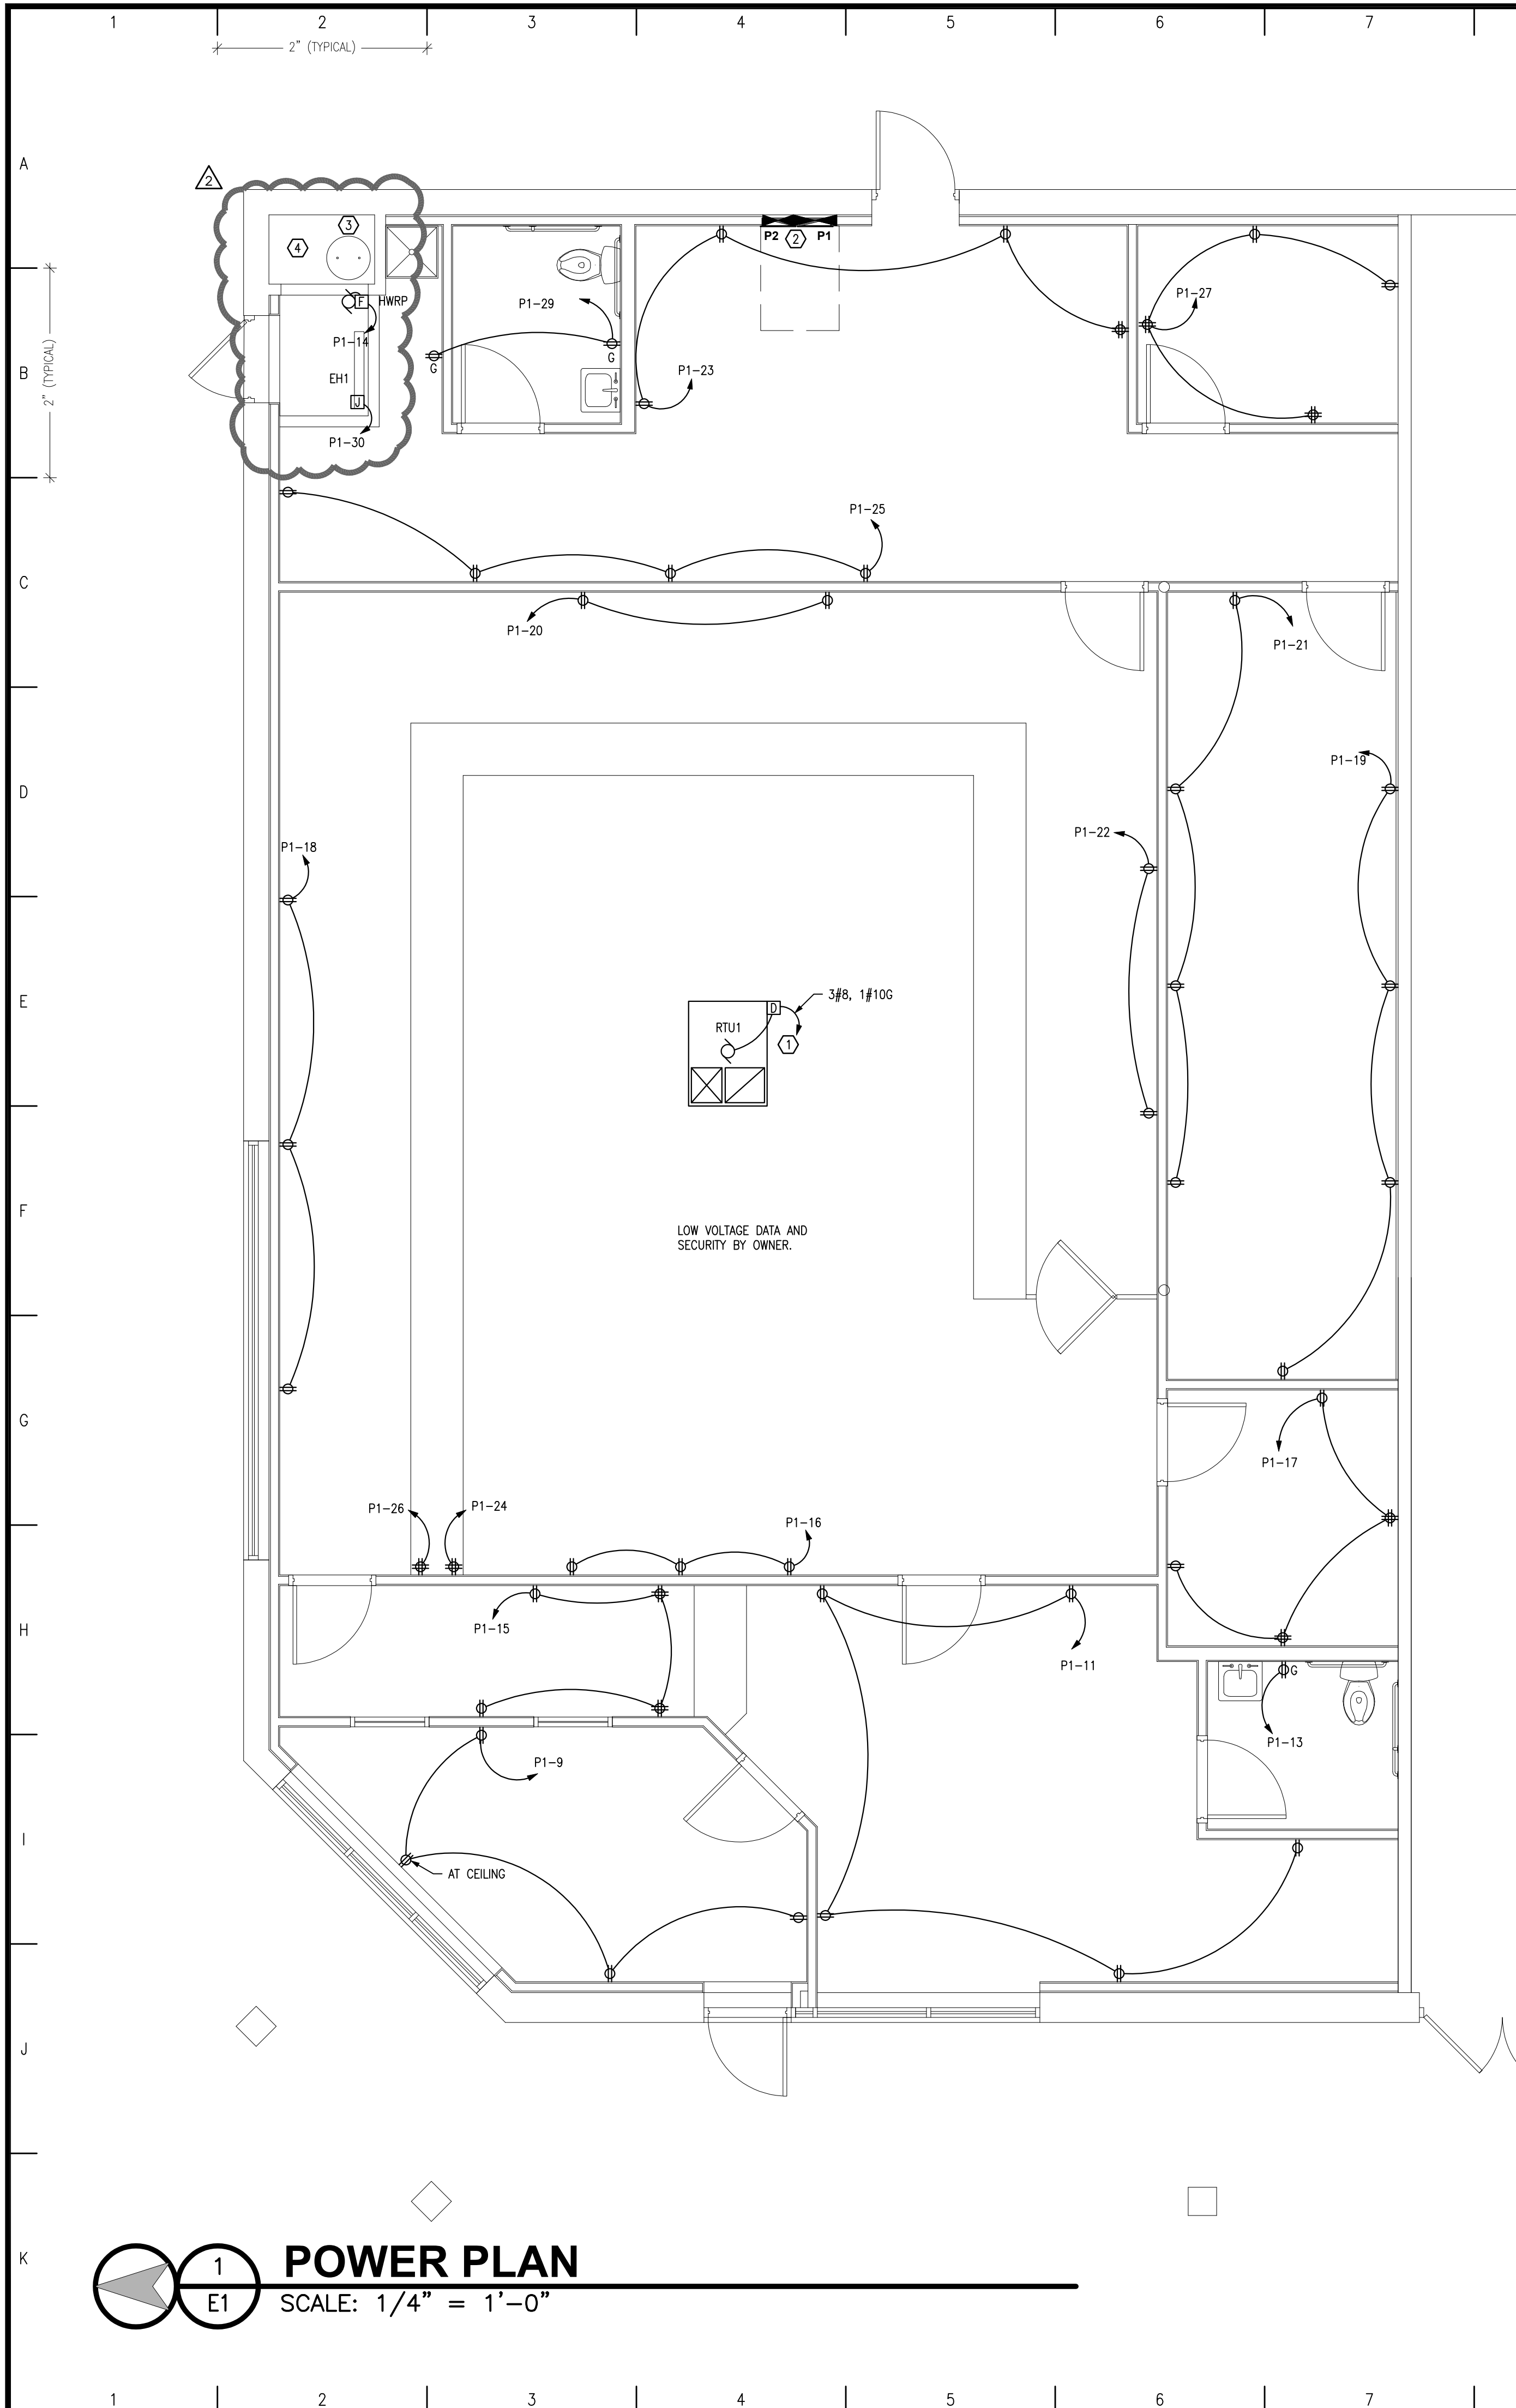 1 2 3 4 5 6 7
2" (TYPICAL)
A
2
3
4
P2 2 P1
F HWRP
P1-29
P1-27
P1-14
G
G
B
2" (TYPICAL)
EH1
P1-23
J
P1-30
P1-25
C
P1-20
P1-21
P1-19
D
P1-22
P1-18
E
3#8, 1#10G
D
RTU1
1
F
LOW VOLTAGE DATA AND
SECURITY BY OWNER.
G
P1-17
P1-26
P1-24
P1-16
H
P1-15
P1-11
G
P1-13
P1-9
I
AT CEILING
J
K
1
E1
POWER PLAN
SCALE: 1/4" = 1'-0"
1 2 3 4 5 6 7